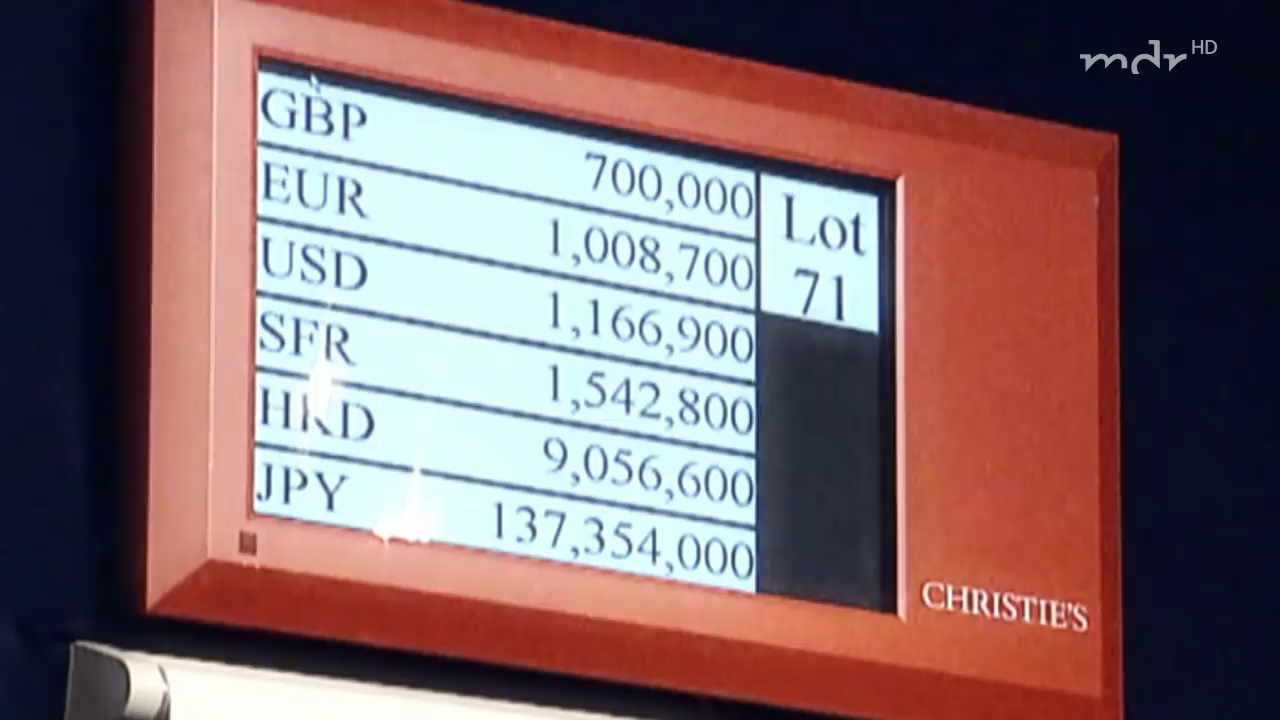 mdr HD
GBP 700,000
EUR 1,008,700
USD 1,166,900
SFR 1,542,800
HKD 9,056,600
JPY 137,354,000
Lot
71
CHRISTIE'S